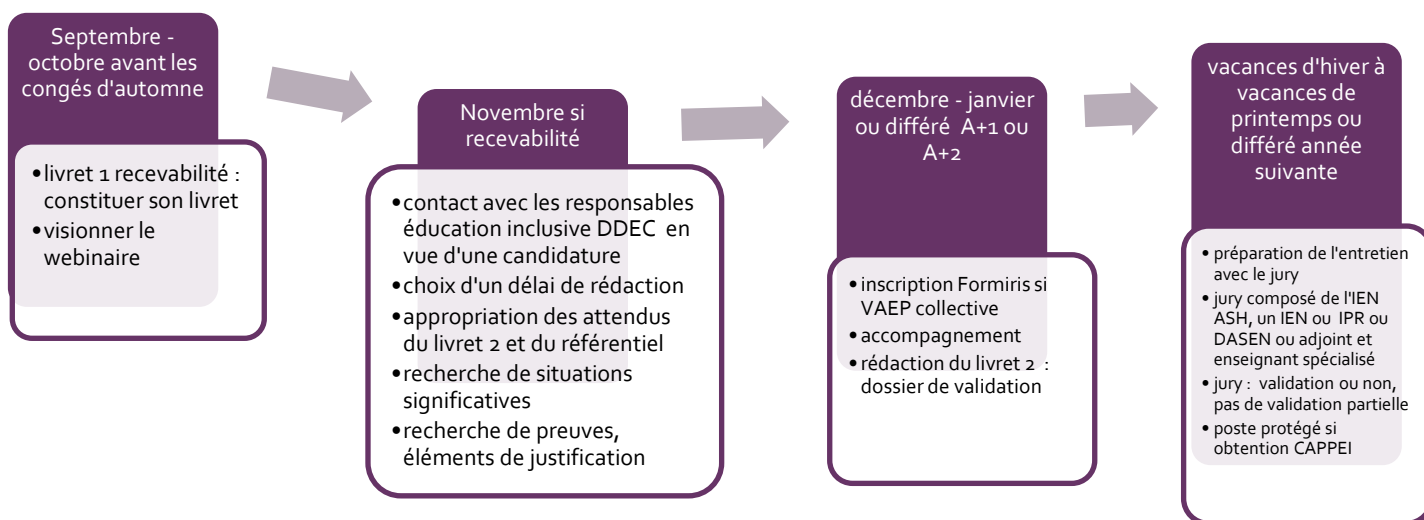 Septembre -
octobre avant les
congés d'automne
•livret 1 recevabilité :
constituer son livret
•visionner le
webinaire
Novembre si
recevabilité
•contact avec les responsables
éducation inclusive DDEC en
vue d'une candidature
•choix d'un délai de rédaction
•appropriation des attendus
du livret 2 et du référentiel
•recherche de situations
significatives
•recherche de preuves,
éléments de justification
décembre - janvier
ou différé A+1 ou
A+2
•inscription Formiris si
VAEP collective
•accompagnement
•rédaction du livret 2 :
dossier de validation
vacances d'hiver à
vacances de
printemps ou
différé année
suivante
•préparation de l'entretien
avec le jury
•jury composé de l'IEN
ASH, un IEN ou IPR ou
DASEN ou adjoint et
enseignant spécialisé
•jury : validation ou non,
pas de validation partielle
•poste protégé si
obtention CAPPEI